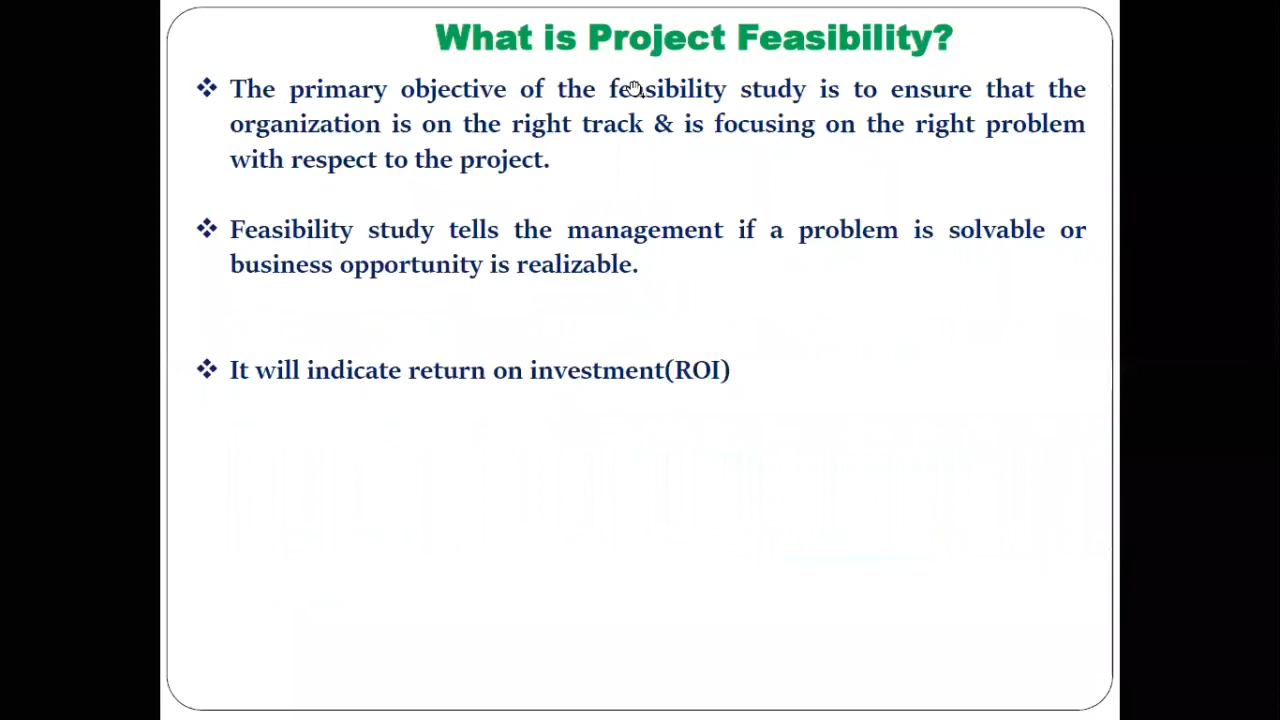 What is Project Feasibility?
❖ The primary objective of the feasibility study is to ensure that the
organization is on the right track & is focusing on the right problem
with respect to the project.
❖ Feasibility study tells the management if a problem is solvable or
business opportunity is realizable.
❖ It will indicate return on investment(ROI)